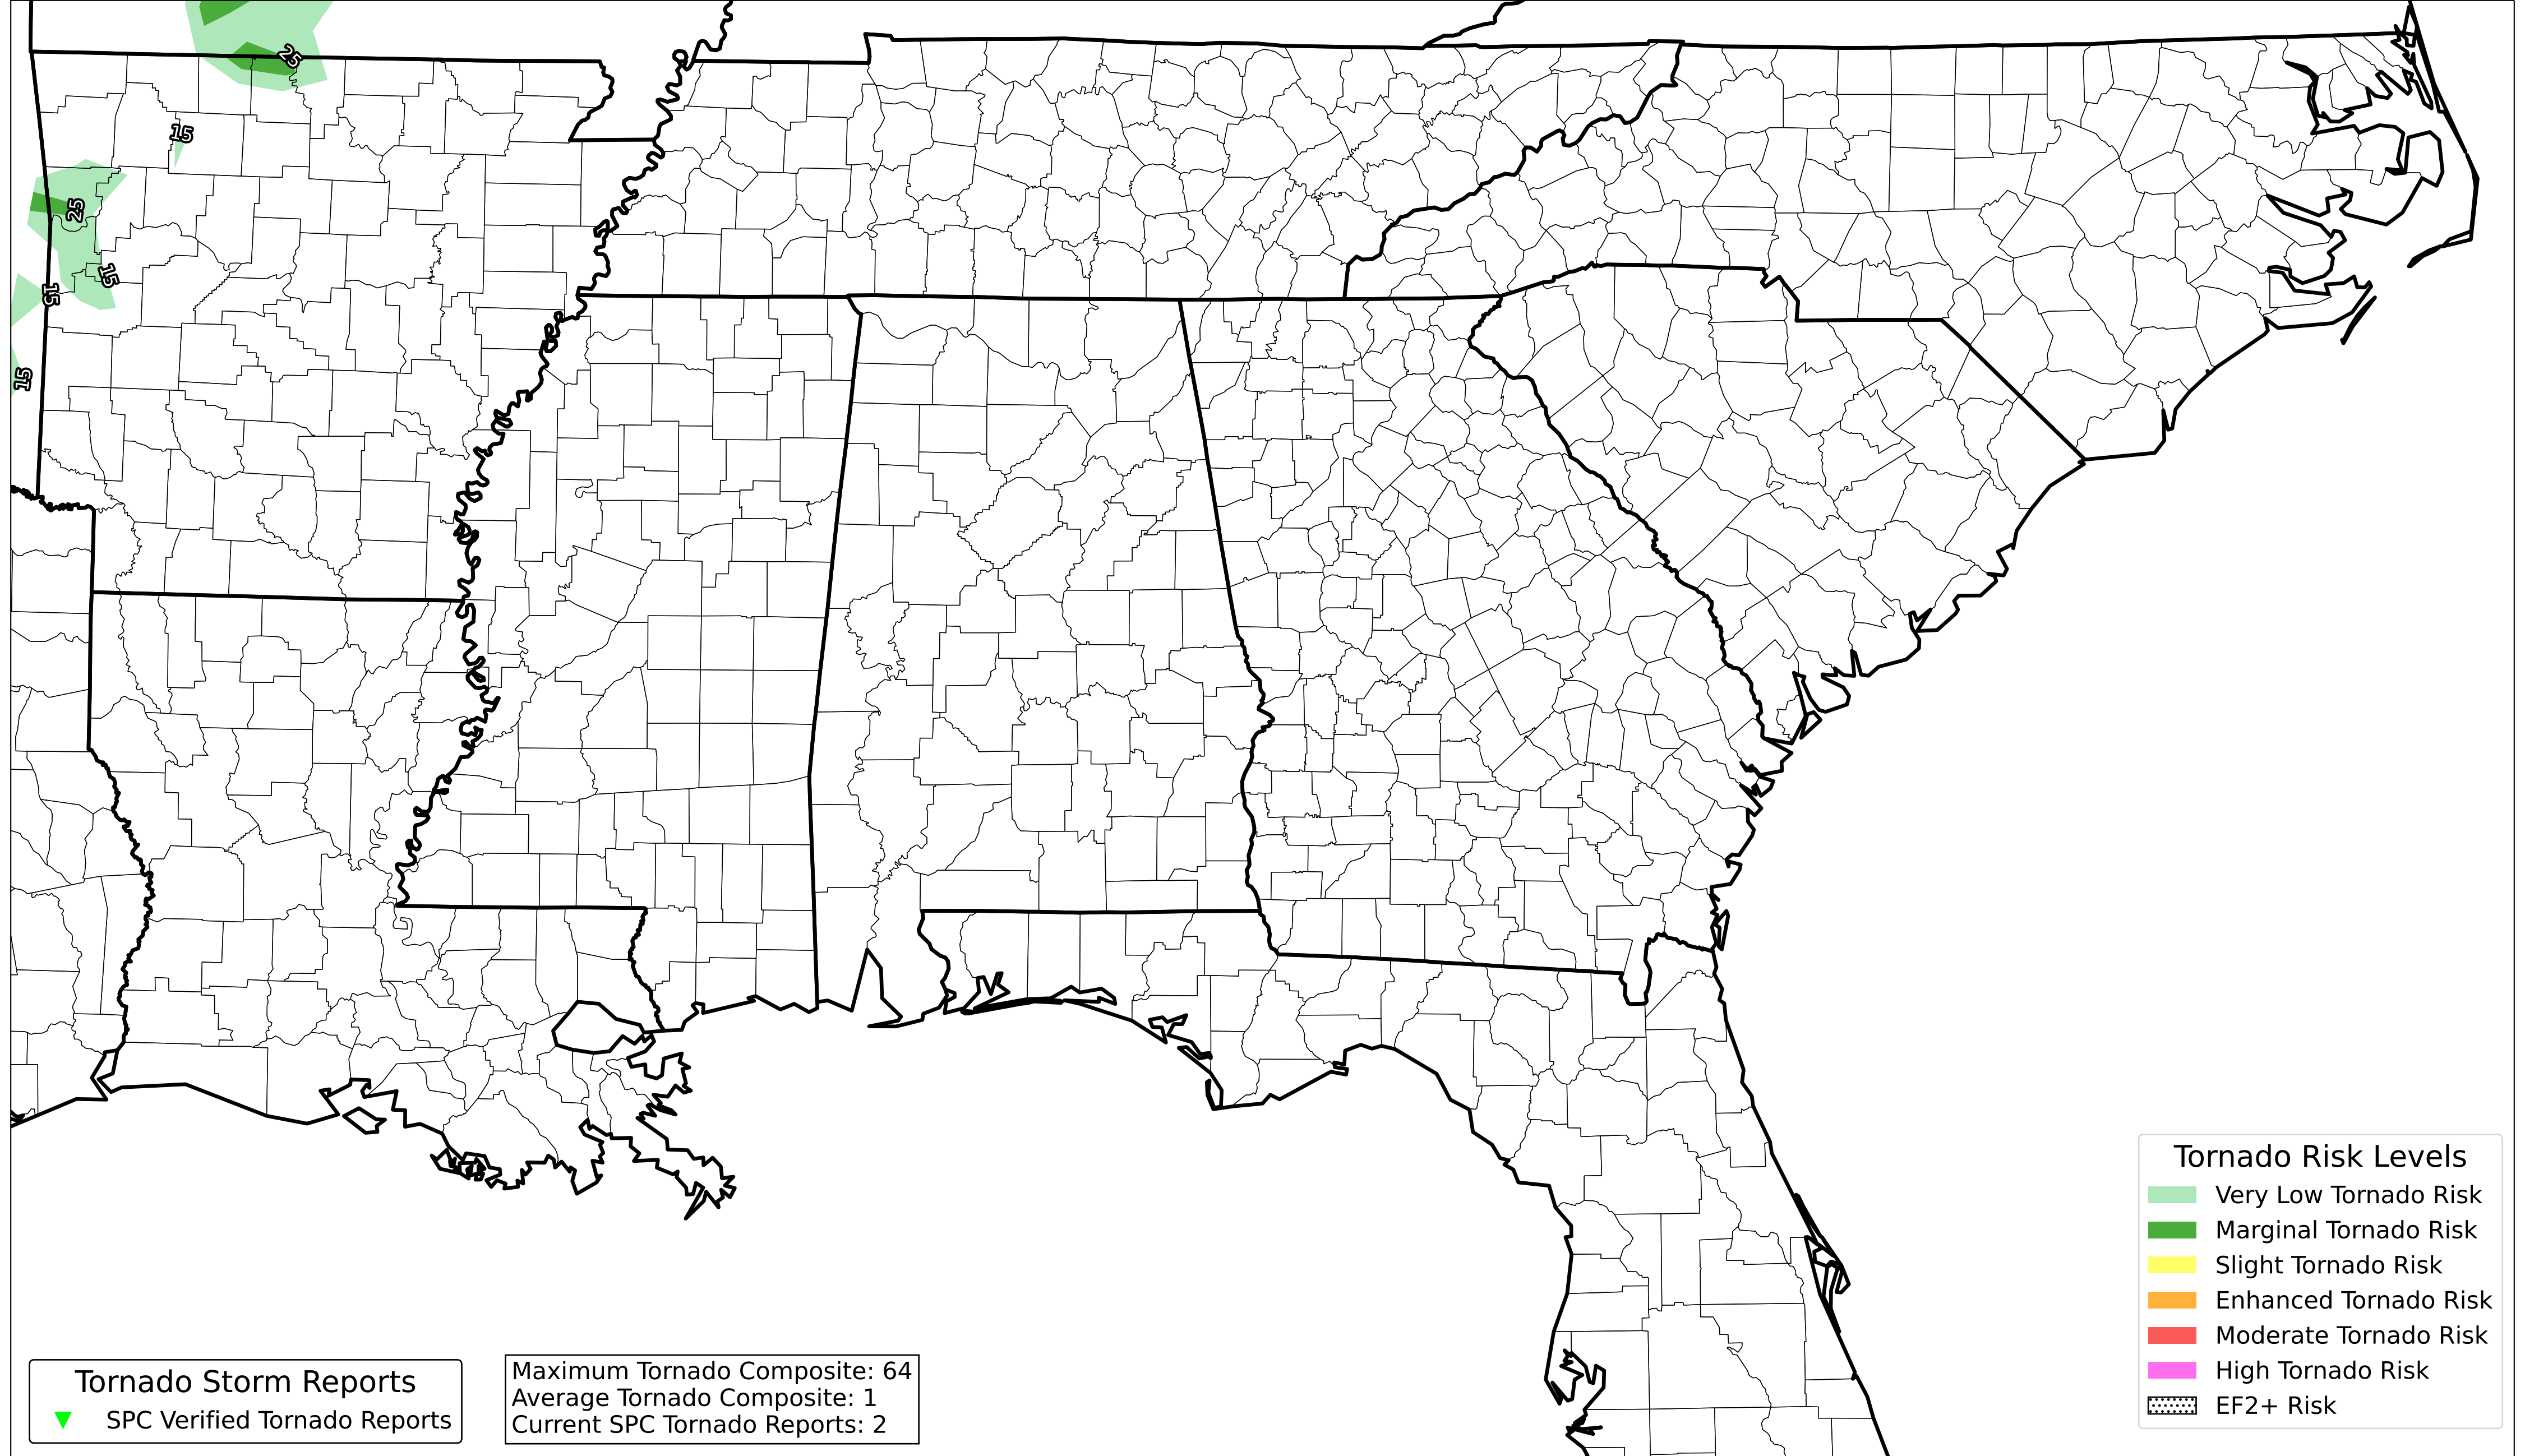 25
15
25
15
15
15
Tornado Risk Levels
Very Low Tornado Risk
Marginal Tornado Risk
Slight Tornado Risk
Enhanced Tornado Risk
Moderate Tornado Risk
High Tornado Risk
EF2+ Risk
Tornado Storm Reports
SPC Verified Tornado Reports
Maximum Tornado Composite: 64
Average Tornado Composite: 1
Current SPC Tornado Reports: 2